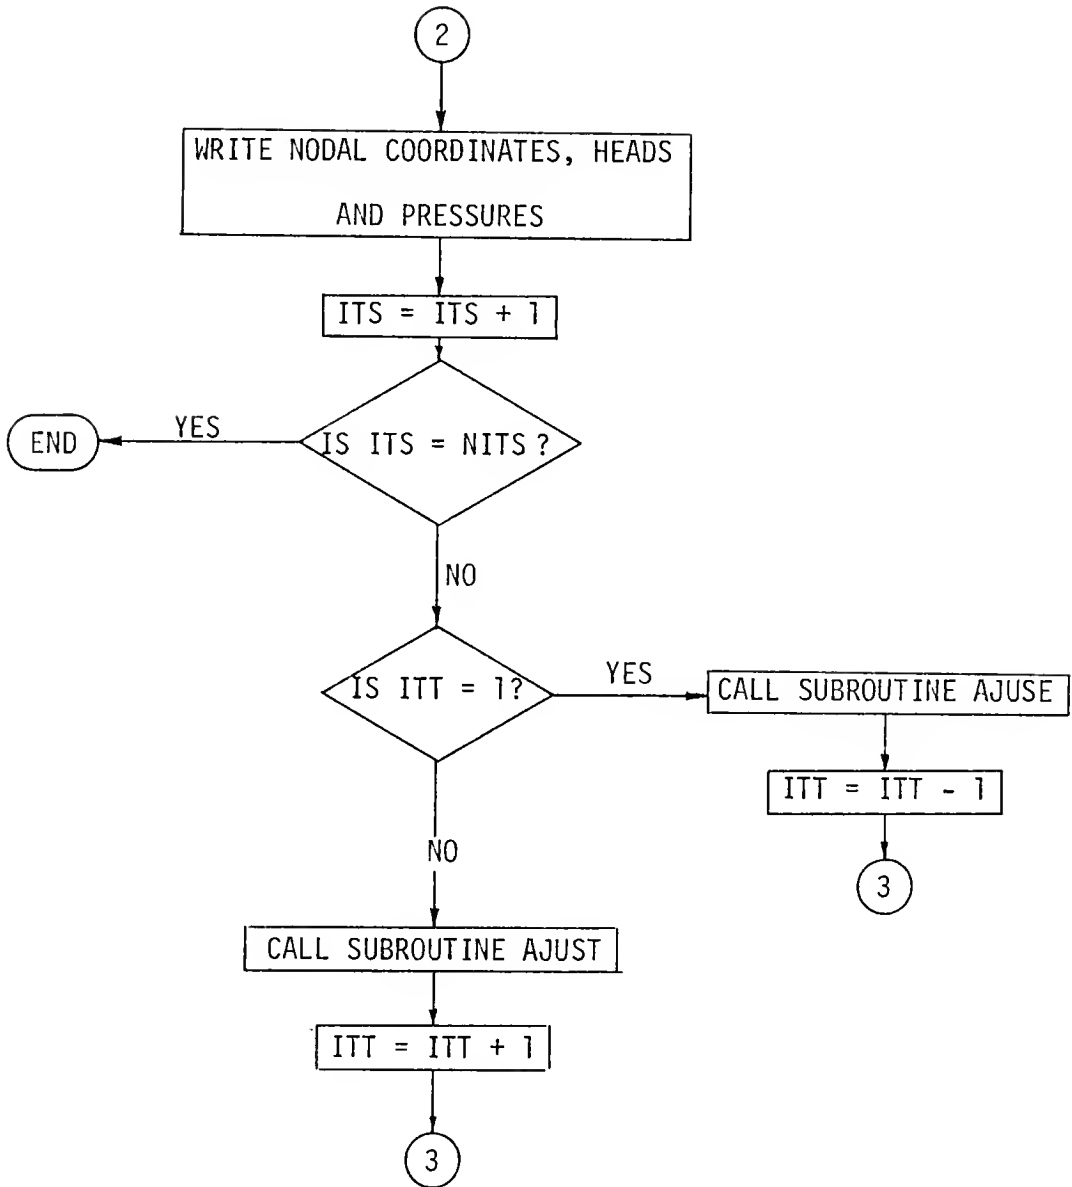 2
WRITE NODAL COORDINATES, HEADS
AND PRESSURES
ITS = ITS + 1
IS ITS = NITS?
YES
END
NO
IS ITT = 1?
YES
CALL SUBROUTINE AJUSE
ITT = ITT - 1
3
NO
CALL SUBROUTINE AJUST
ITT = ITT + 1
3